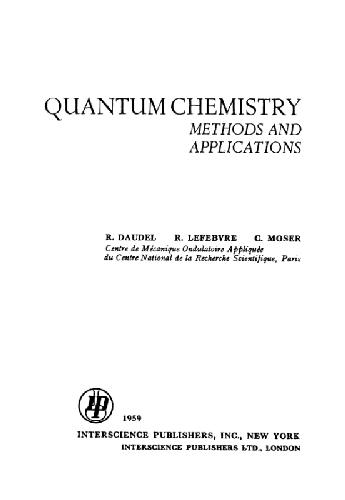 QUANTUM CHEMISTRY
METHODS AND
APPLICATIONS
R. DAUDEL R. LEFEBVRE C. MOSER
Centre de Mécanique Ondulatoire Appliquée
du Centre National de la Recherche Scientifique, Paris
1959
INTERSCIENCE PUBLISHERS, INC., NEW YORK
INTERSCIENCE PUBLISHERS LTD., LONDON